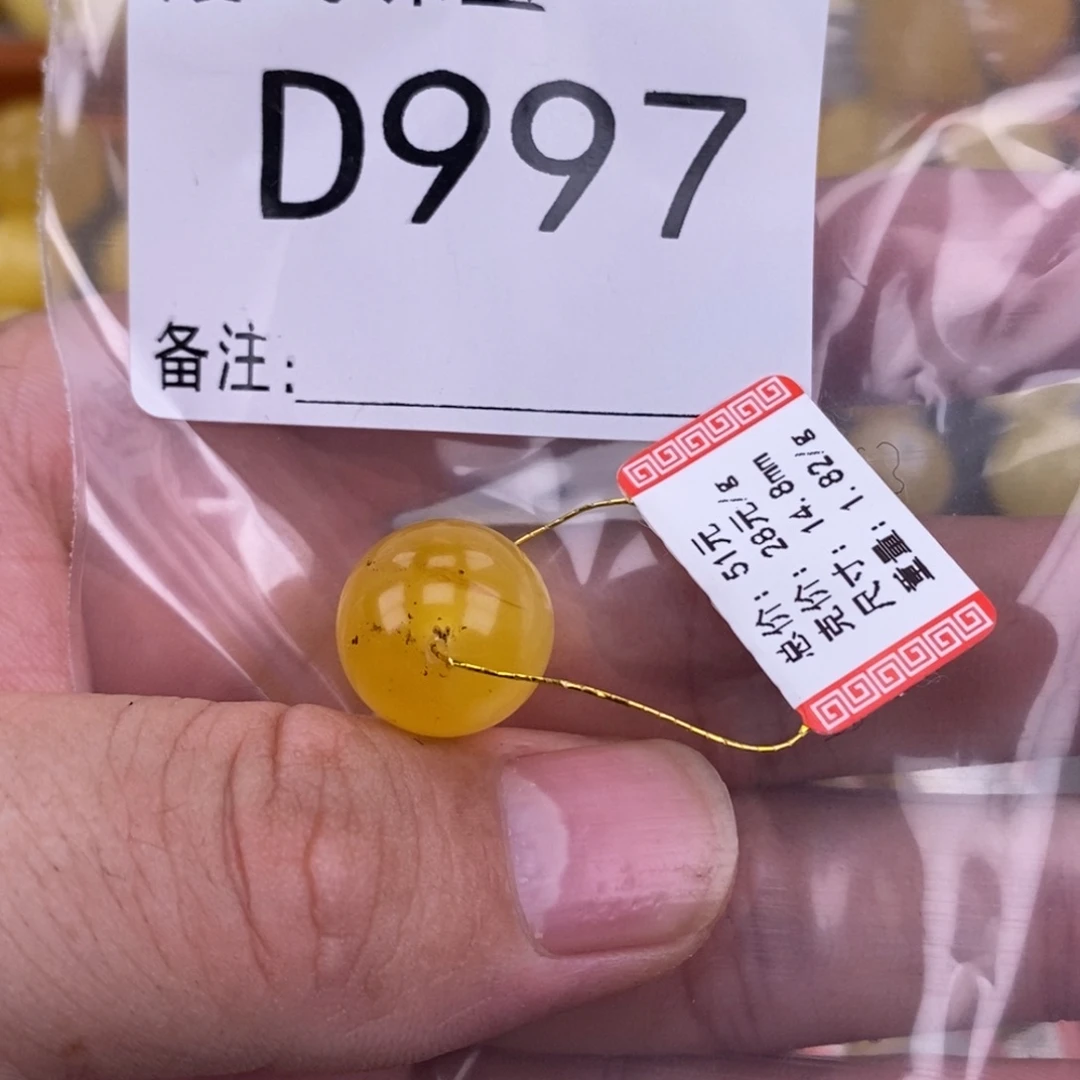 D997
备注:
总价: 51元
克价: 28元/g
尺寸: 14.8mm
重量: 1.82g